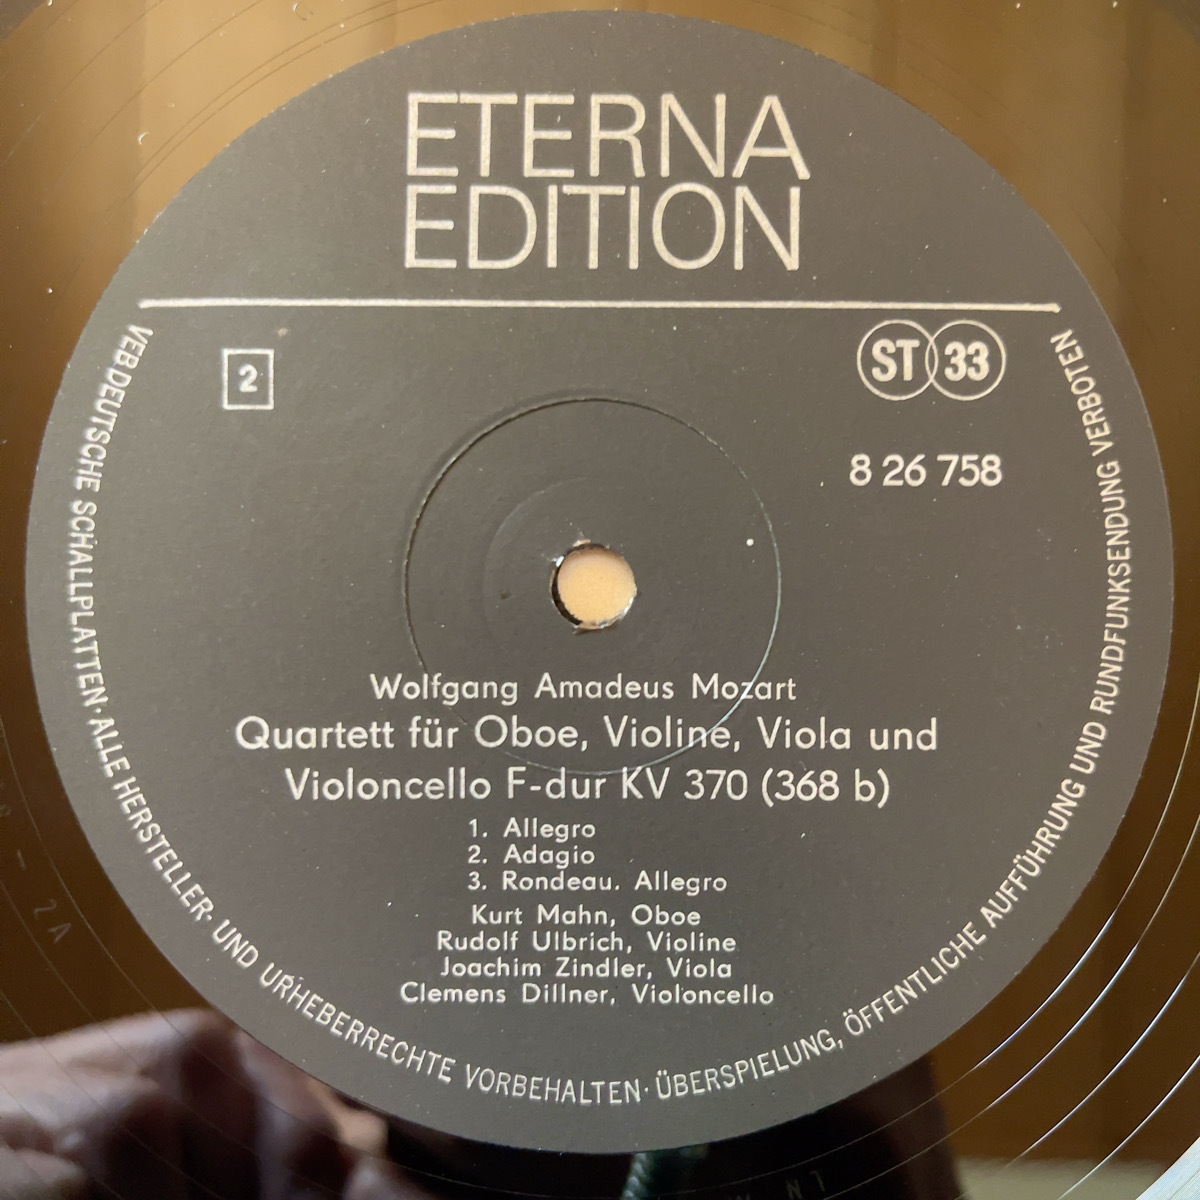 ETERNA
EDITION
2
ST 33
8 26 758
Wolfgang Amadeus Mozart
Quartett für Oboe, Violine, Viola und
Violoncello F-dur KV 370 (368 b)
1. Allegro
2. Adagio
3. Rondeau. Allegro
Kurt Mahn, Oboe
Rudolf Ulbrich, Violine
Joachim Zindler, Viola
Clemens Dillner, Violoncello
VEB DEUTSCHE SCHALLPLATTEN · ALLE HERSTELLER- UND URHEBERRECHTE VORBEHALTEN · ÜBERSPIELUNG, ÖFFENTLICHE AUFFÜHRUNG UND RUNDFUNKSENDUNG VERBOTEN